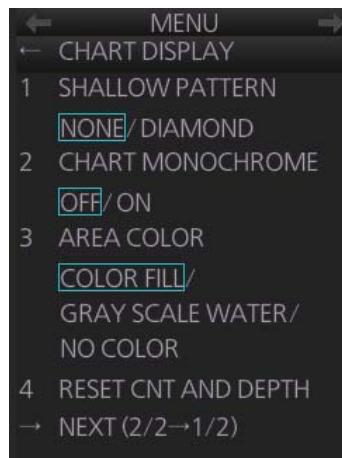 ← MENU →
← CHART DISPLAY
1 SHALLOW PATTERN
NONE/ DIAMOND
2 CHART MONOCHROME
OFF/ ON
3 AREA COLOR
COLOR FILL/
GRAY SCALE WATER/
NO COLOR
4 RESET CNT AND DEPTH
→ NEXT (2/2→1/2)